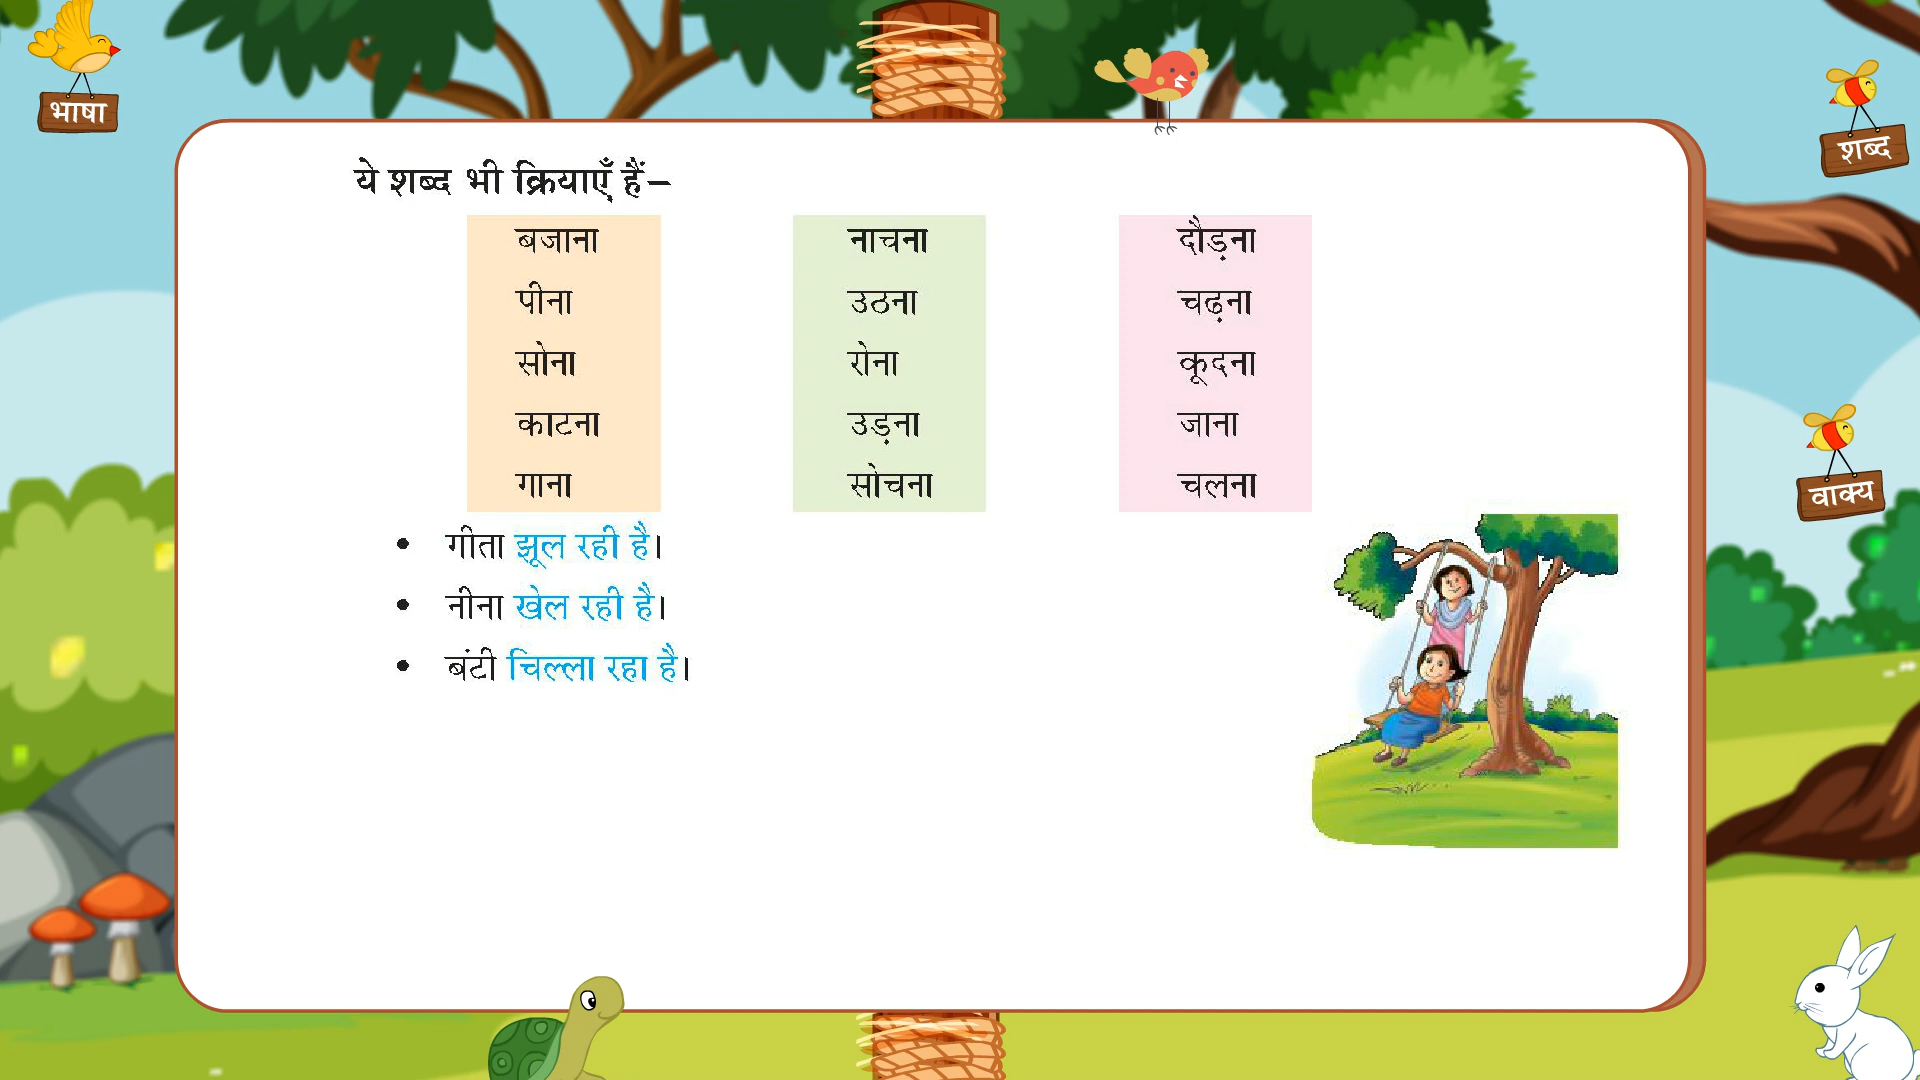 भाषा
शब्द
वाक्य
ये शब्द भी क्रियाएँ हैं–
बजाना नाचना दौड़ना
पीना उठना चढ़ना
सोना रोना कूदना
काटना उड़ना जाना
गाना सोचना चलना
• गीता झूल रही है।
• नीना खेल रही है।
• बंटी चिल्ला रहा है।